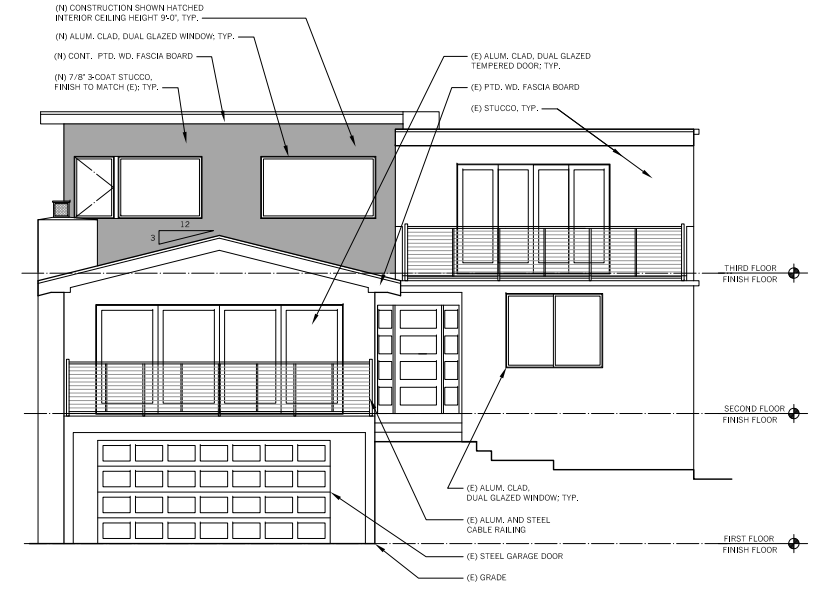 (N) CONSTRUCTION SHOWN HATCHED
INTERIOR CEILING HEIGHT 9'-0", TYP.
(N) ALUM. CLAD, DUAL GLAZED WINDOW; TYP.
(N) CONT. PTD. WD. FASCIA BOARD
(N) 7/8" 3-COAT STUCCO,
FINISH TO MATCH (E); TYP.
(E) ALUM. CLAD, DUAL GLAZED
TEMPERED DOOR; TYP.
(E) PTD. WD. FASCIA BOARD
(E) STUCCO, TYP.
12
3
THIRD FLOOR
FINISH FLOOR
SECOND FLOOR
FINISH FLOOR
(E) ALUM. CLAD,
DUAL GLAZED WINDOW; TYP.
(E) ALUM. AND STEEL
CABLE RAILING
FIRST FLOOR
FINISH FLOOR
(E) STEEL GARAGE DOOR
(E) GRADE